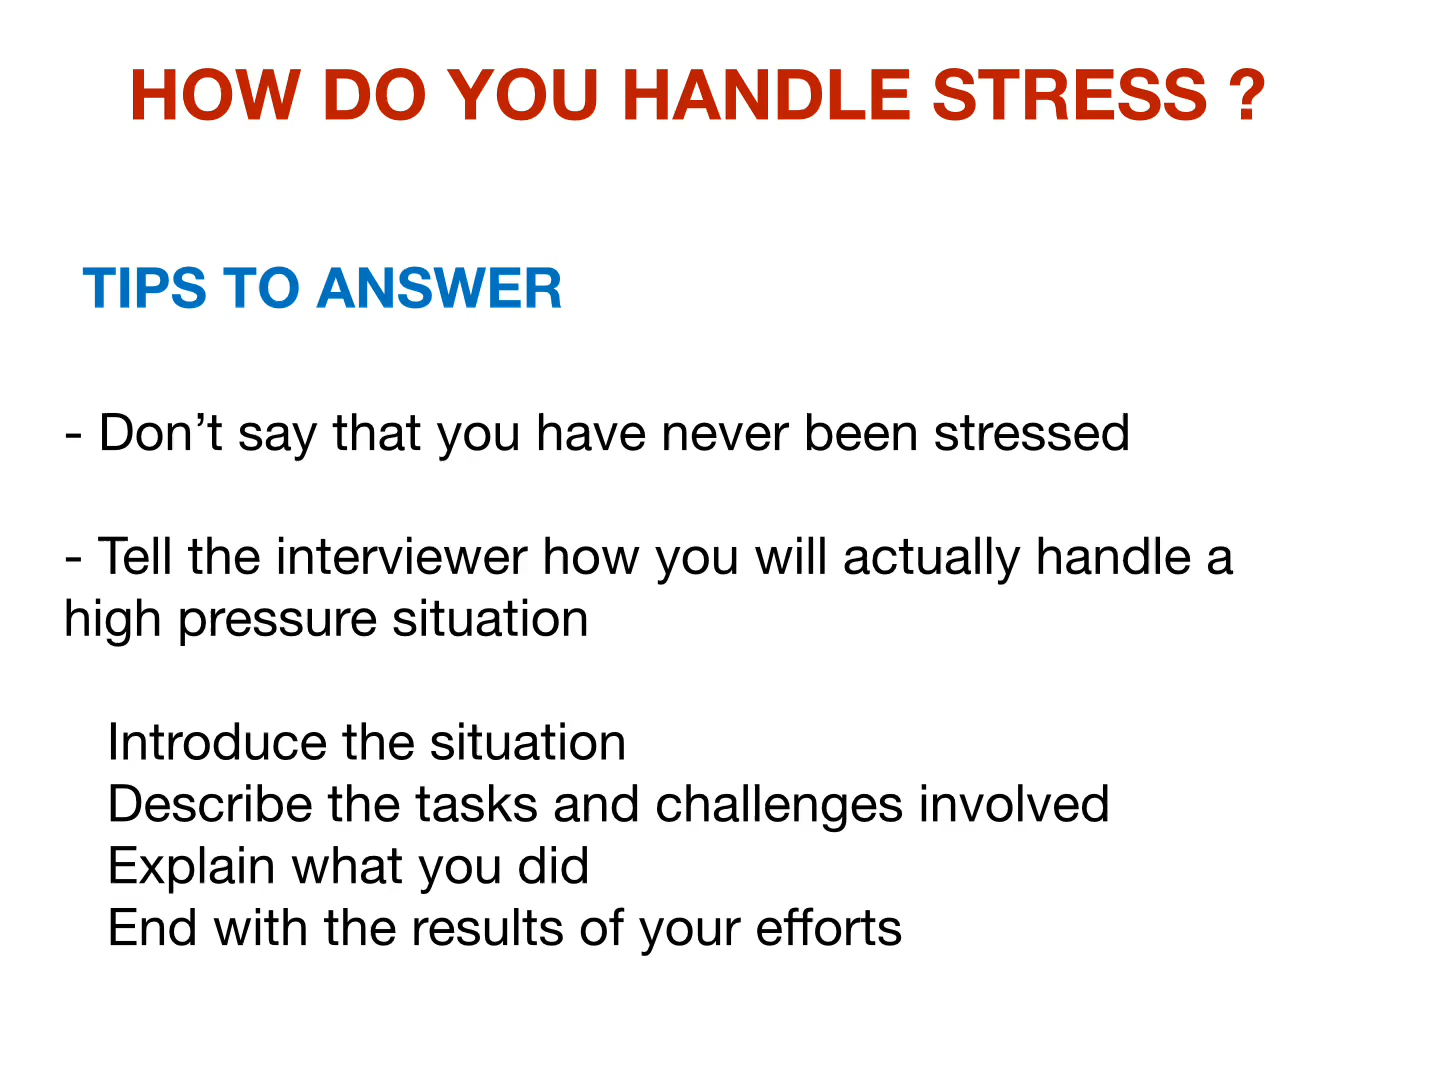 HOW DO YOU HANDLE STRESS ?
TIPS TO ANSWER
- Don’t say that you have never been stressed
- Tell the interviewer how you will actually handle a
high pressure situation
Introduce the situation
Describe the tasks and challenges involved
Explain what you did
End with the results of your efforts